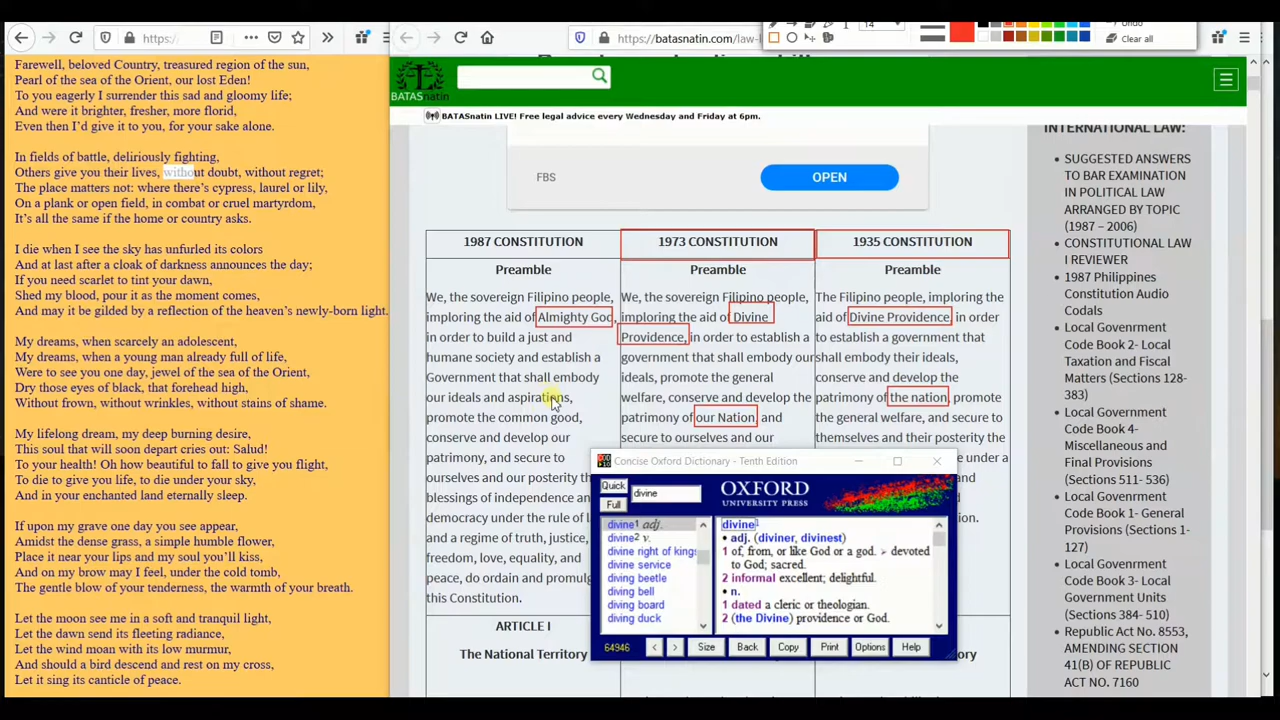 https://
Farewell, beloved Country, treasured region of the sun,
Pearl of the sea of the Orient, our lost Eden!
To you eagerly I surrender this sad and gloomy life;
And were it brighter, fresher, more florid,
Even then I'd give it to you, for your sake alone.
In fields of battle, deliriously fighting,
Others give you their lives, without doubt, without regret;
The place matters not: where there's cypress, laurel or lily,
On a plank or open field, in combat or cruel martyrdom,
It's all the same if the home or country asks.
I die when I see the sky has unfurled its colors
And at last after a cloak of darkness announces the day;
If you need scarlet to tint your dawn,
Shed my blood, pour it as the moment comes,
And may it be gilded by a reflection of the heaven's newly-born light.
My dreams, when scarcely an adolescent,
My dreams, when a young man already full of life,
Were to see you one day, jewel of the sea of the Orient,
Dry those eyes of black, that forehead high,
Without frown, without wrinkles, without stains of shame.
My lifelong dream, my deep burning desire,
This soul that will soon depart cries out: Salud!
To your health! Oh how beautiful to fall to give you flight,
To die to give you life, to die under your sky,
And in your enchanted land eternally sleep.
If upon my grave one day you see appear,
Amidst the dense grass, a simple humble flower,
Place it near your lips and my soul you'll kiss,
And on my brow may I feel, under the cold tomb,
The gentle blow of your tenderness, the warmth of your breath.
Let the moon see me in a soft and tranquil light,
Let the dawn send its fleeting radiance,
Let the wind moan with its low murmur,
And should a bird descend and rest on my cross,
Let it sing its canticle of peace.
https://batasnatin.com/law-l
14
Undo
Clear all
BATASnatin
BATASnatin LIVE! Free legal advice every Wednesday and Friday at 6pm.
FBS
OPEN
1987 CONSTITUTION
Preamble
We, the sovereign Filipino people,
imploring the aid of Almighty God,
in order to build a just and
humane society and establish a
Government that shall embody
our ideals and aspirations,
promote the common good,
conserve and develop our
patrimony, and secure to
ourselves and our posterity the
blessings of independence and
democracy under the rule of
and a regime of truth, justice,
freedom, love, equality, and
peace, do ordain and promulg
this Constitution.
ARTICLE I
The National Territory
1973 CONSTITUTION
Preamble
We, the sovereign Filipino people,
imploring the aid of Divine
Providence, in order to establish a
government that shall embody our
ideals, promote the general
welfare, conserve and develop the
patrimony of our Nation, and
secure to ourselves and our
1935 CONSTITUTION
Preamble
The Filipino people, imploring the
aid of Divine Providence, in order
to establish a government that
shall embody their ideals,
conserve and develop the
patrimony of the nation, promote
the general welfare, and secure to
themselves and their posterity the
under a
on.
ory
Concise Oxford Dictionary - Tenth Edition
Quick
Full
divine
OXFORD
UNIVERSITY PRESS
divine1 adj.
divine2 v.
divine right of kings
divine service
diving beetle
diving bell
diving board
diving duck
divine1
• adj. (diviner, divinest)
1 of, from, or like God or a god. ➢ devoted
to God; sacred.
2 informal excellent; delightful.
• n.
1 dated a cleric or theologian.
2 (the Divine) providence or God.
64946
<
>
Size
Back
Copy
Print
Options
Help
INTERNATIONAL LAW:
SUGGESTED ANSWERS
TO BAR EXAMINATION
IN POLITICAL LAW
ARRANGED BY TOPIC
(1987 – 2006)
CONSTITUTIONAL LAW
I REVIEWER
1987 Philippines
Constitution Audio
Codals
Local Government
Code Book 2- Local
Taxation and Fiscal
Matters (Sections 128-
383)
Local Government
Code Book 4-
Miscellaneous and
Final Provisions
(Sections 511- 536)
Local Government
Code Book 1- General
Provisions (Sections 1-
127)
Local Government
Code Book 3- Local
Government Units
(Sections 384- 510)
Republic Act No. 8553,
AMENDING SECTION
41(B) OF REPUBLIC
ACT NO. 7160